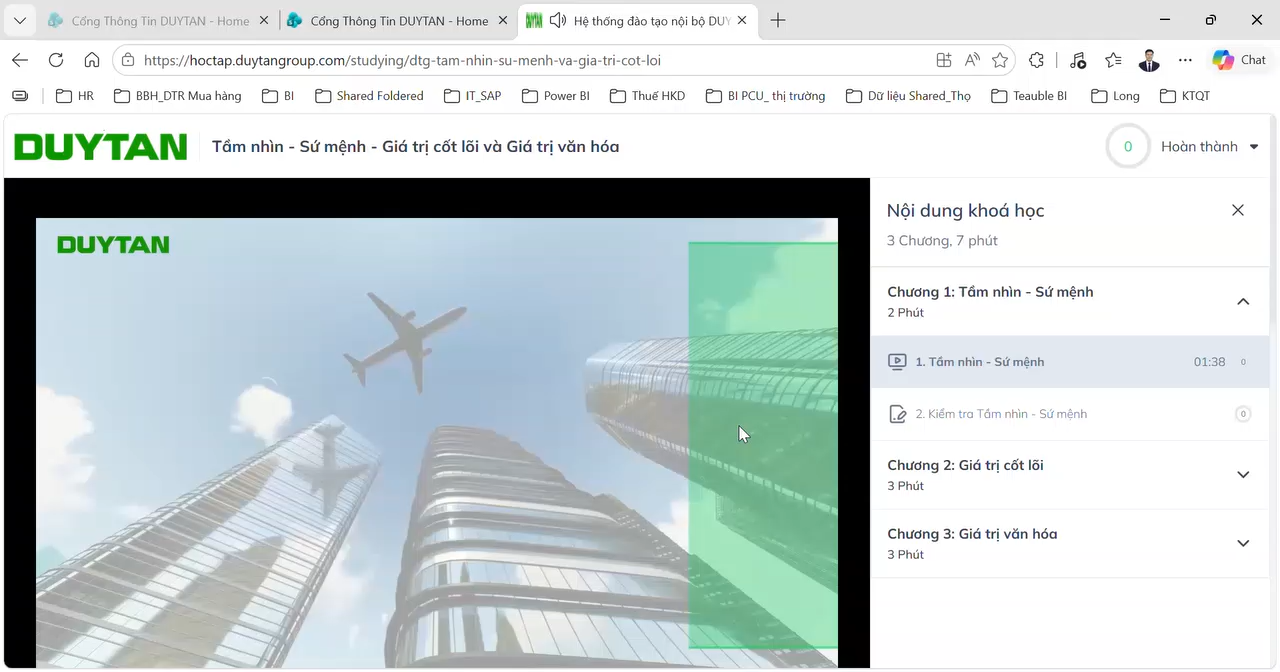 Cổng Thông Tin DUYTAN - Home
Cổng Thông Tin DUYTAN - Home
Hệ thống đào tạo nội bộ DUY
https://hoctap.duytangroup.com/studying/dtg-tam-nhin-su-menh-va-gia-tri-cot-loi
Chat
HR
BBH_DTR Mua hàng
BI
Shared Foldered
IT_SAP
Power BI
Thuế HKD
BI PCU_ thị trường
Dữ liệu Shared_Thọ
Teauble BI
Long
KTQT
DUYTAN
Tầm nhìn - Sứ mệnh - Giá trị cốt lõi và Giá trị văn hóa
0
Hoàn thành
DUYTAN
Nội dung khoá học
3 Chương, 7 phút
Chương 1: Tầm nhìn - Sứ mệnh
2 Phút
1. Tầm nhìn - Sứ mệnh
01:38
0
2. Kiểm tra Tầm nhìn - Sứ mệnh
0
Chương 2: Giá trị cốt lõi
3 Phút
Chương 3: Giá trị văn hóa
3 Phút